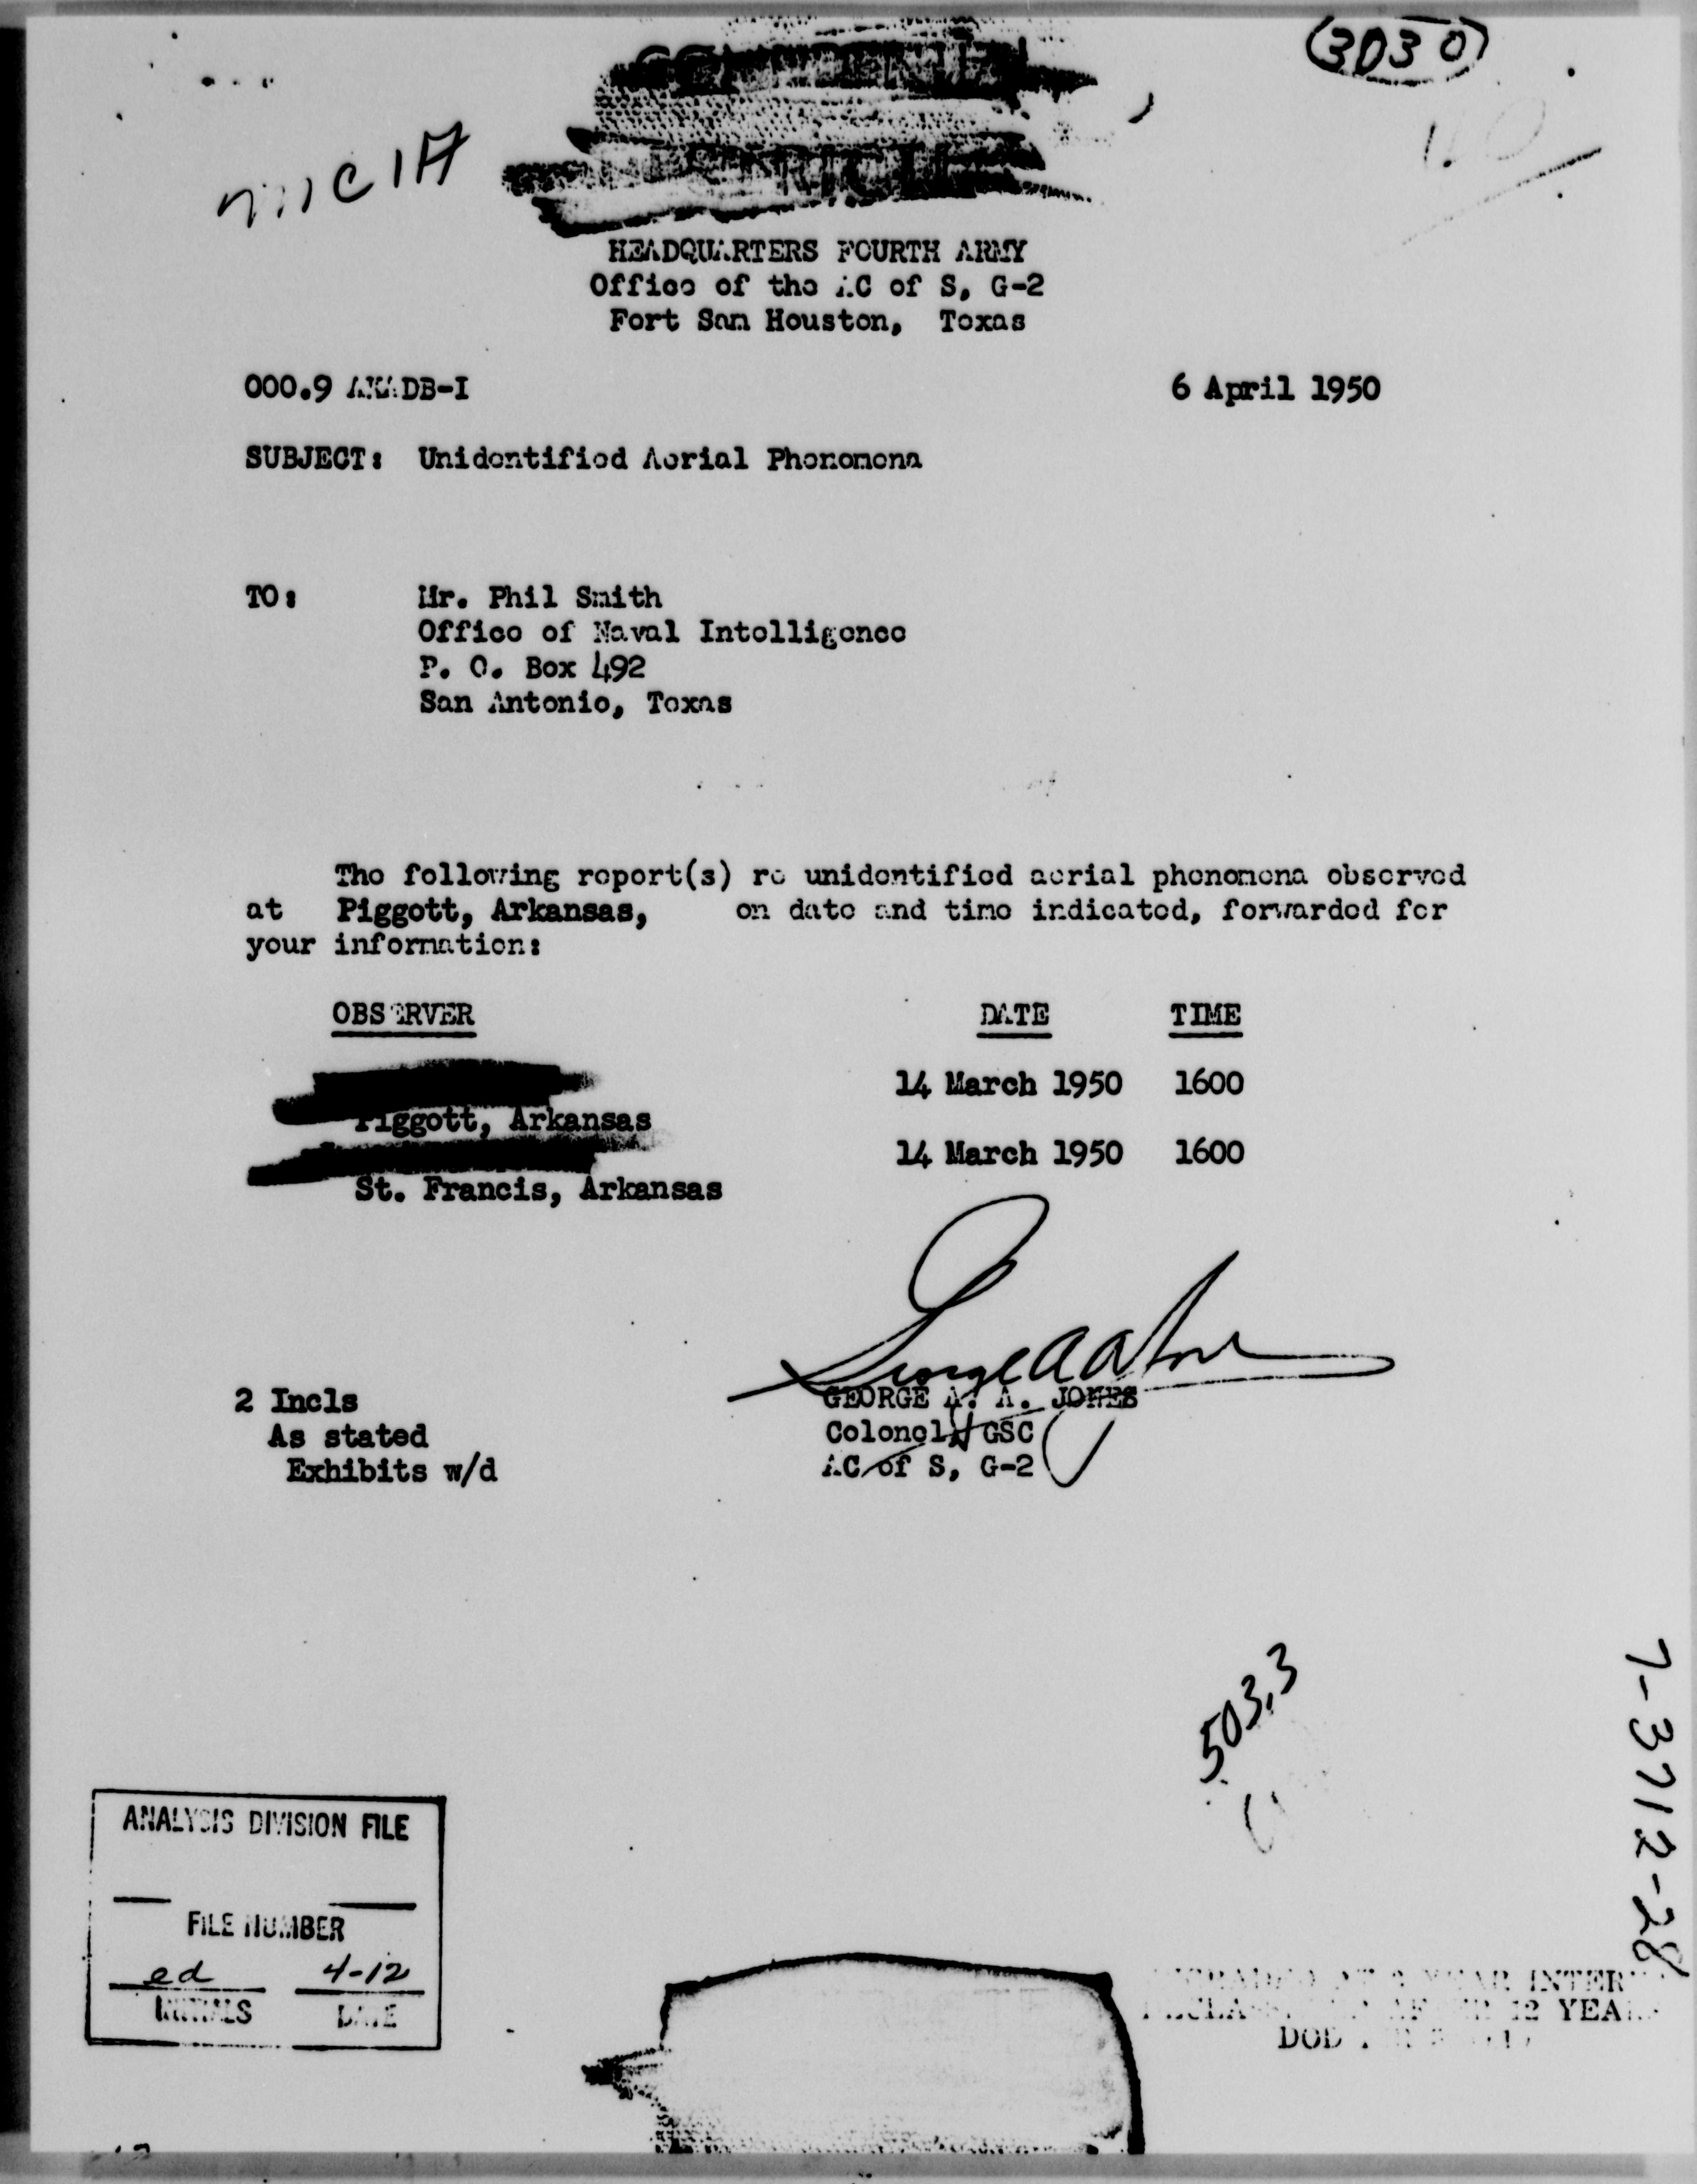 3030
HEADQUARTERS FOURTH ARMY
Office of the AC of S, G-2
Fort Sam Houston, Texas
000.9 AKADB-I 6 April 1950
SUBJECT: Unidentified Aerial Phenomena
TO: Mr. Phil Smith
Office of Naval Intelligence
P. O. Box 492
San Antonio, Texas
The following report(s) re unidentified aerial phenomena observed
at Piggott, Arkansas, on date and time indicated, forwarded for
your information:
OBSERVER DATE TIME
14 March 1950 1600
Piggott, Arkansas
14 March 1950 1600
St. Francis, Arkansas
GEORGE A. A. JONES
2 Incls
Colonel, GSC
As stated
AC of S, G-2
Exhibits w/d
503.3
7-3712-28
ANALYSIS DIVISION FILE
FILE NUMBER
ed 4-12
INITIALS DATE
INTER
12 YEA
DOD